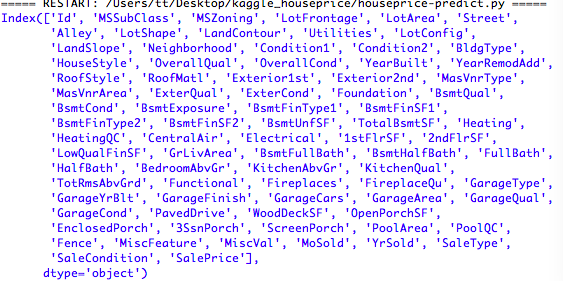 ===== RESTART: /Users/tt/Desktop/kaggle_houseprice/houseprice-predict.py =====
Index(['Id', 'MSSubClass', 'MSZoning', 'LotFrontage', 'LotArea', 'Street',
'Alley', 'LotShape', 'LandContour', 'Utilities', 'LotConfig',
'LandSlope', 'Neighborhood', 'Condition1', 'Condition2', 'BldgType',
'HouseStyle', 'OverallQual', 'OverallCond', 'YearBuilt', 'YearRemodAdd',
'RoofStyle', 'RoofMatl', 'Exterior1st', 'Exterior2nd', 'MasVnrType',
'MasVnrArea', 'ExterQual', 'ExterCond', 'Foundation', 'BsmtQual',
'BsmtCond', 'BsmtExposure', 'BsmtFinType1', 'BsmtFinSF1',
'BsmtFinType2', 'BsmtFinSF2', 'BsmtUnfSF', 'TotalBsmtSF', 'Heating',
'HeatingQC', 'CentralAir', 'Electrical', '1stFlrSF', '2ndFlrSF',
'LowQualFinSF', 'GrLivArea', 'BsmtFullBath', 'BsmtHalfBath', 'FullBath',
'HalfBath', 'BedroomAbvGr', 'KitchenAbvGr', 'KitchenQual',
'TotRmsAbvGrd', 'Functional', 'Fireplaces', 'FireplaceQu', 'GarageType',
'GarageYrBlt', 'GarageFinish', 'GarageCars', 'GarageArea', 'GarageQual',
'GarageCond', 'PavedDrive', 'WoodDeckSF', 'OpenPorchSF',
'EnclosedPorch', '3SsnPorch', 'ScreenPorch', 'PoolArea', 'PoolQC',
'Fence', 'MiscFeature', 'MiscVal', 'MoSold', 'YrSold', 'SaleType',
'SaleCondition', 'SalePrice'],
dtype='object')